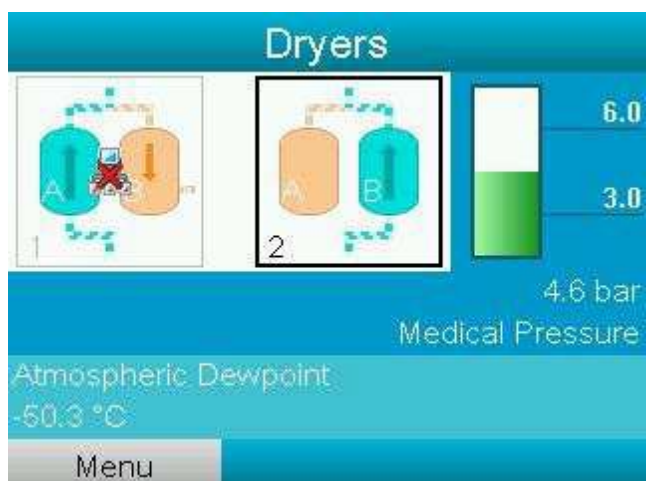 Dryers
A B
1
A B
2
6.0
3.0
4.6 bar
Medical Pressure
Atmospheric Dewpoint
-50.3 °C
Menu